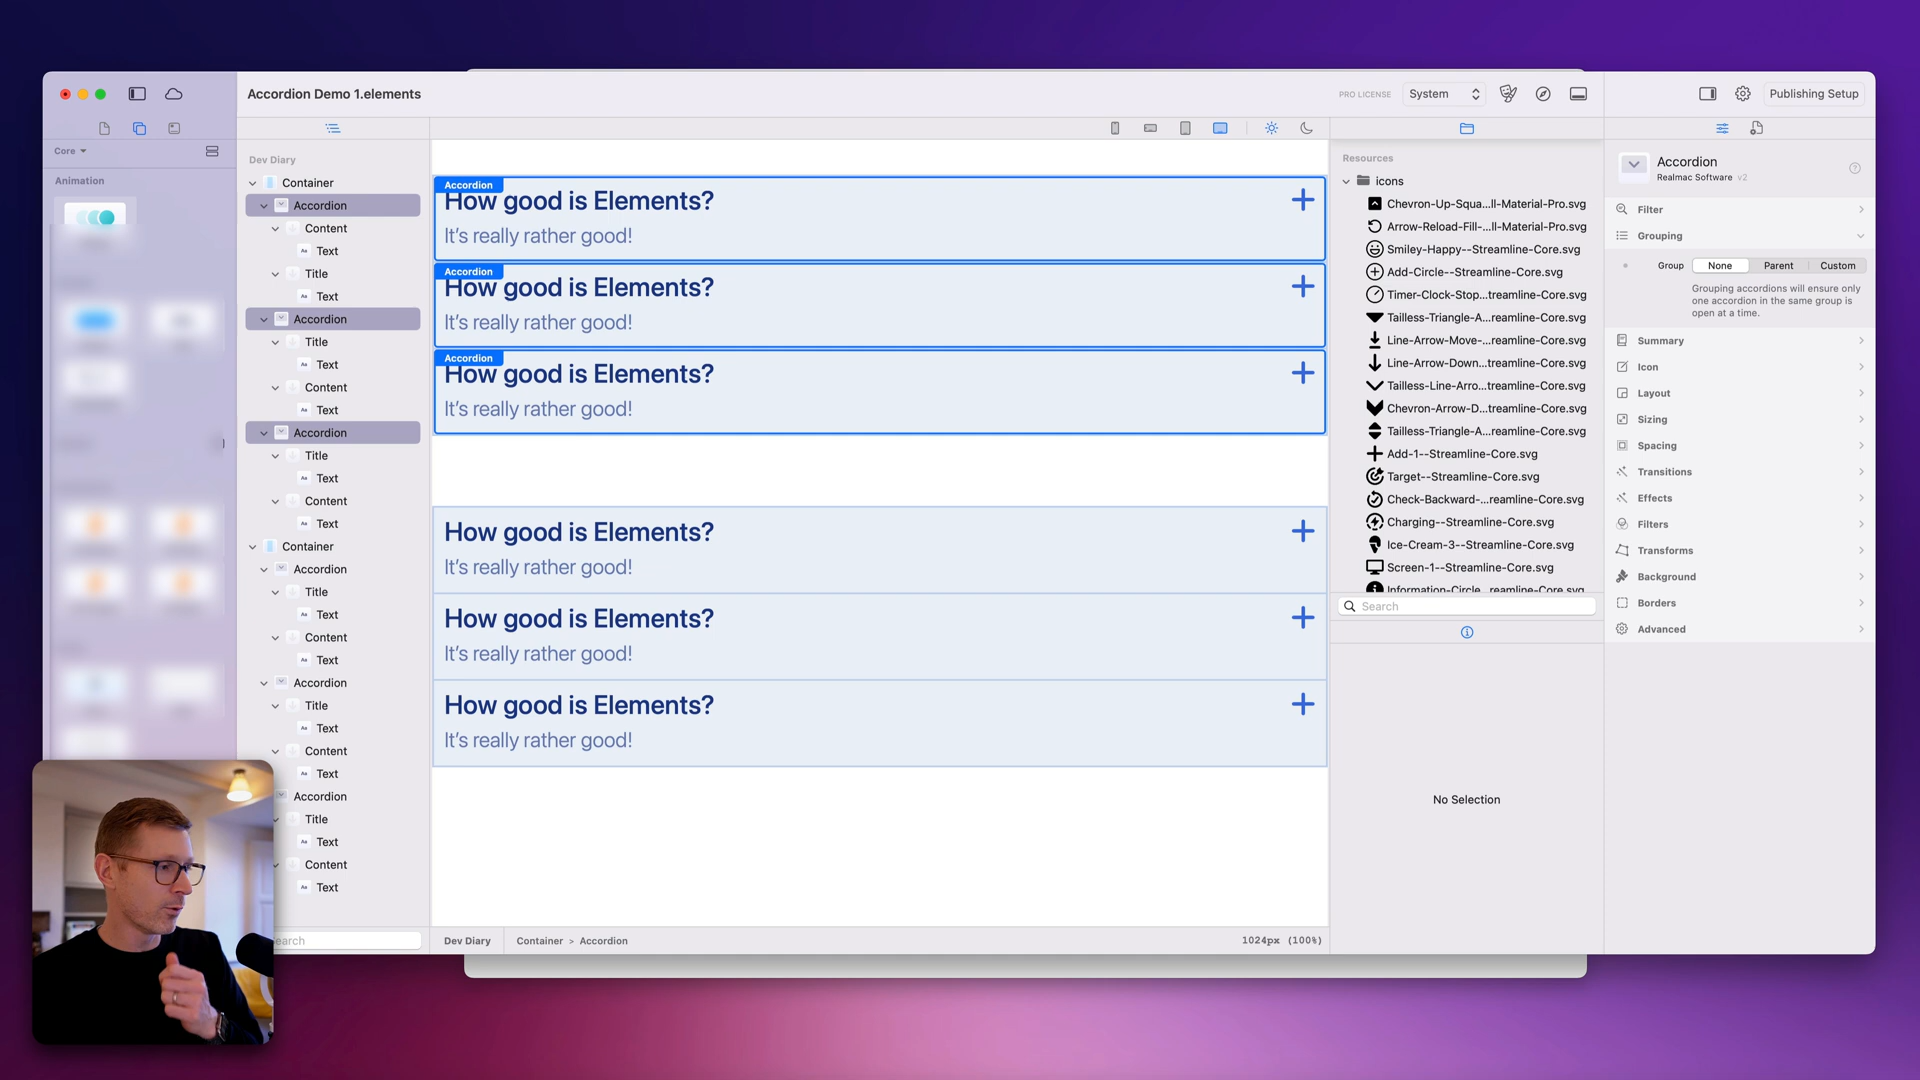 Accordion Demo 1.elements
PRO LICENSE
System
Publishing Setup
Core
Animation
Dev Diary
Container
Accordion
Content
Text
Title
Text
Accordion
Title
Text
Content
Text
Accordion
Title
Text
Content
Text
Container
Accordion
Title
Text
Content
Text
Accordion
Title
Text
Content
Text
Accordion
Title
Text
Content
Text
earch
Accordion
How good is Elements?
It's really rather good!
Accordion
How good is Elements?
It's really rather good!
Accordion
How good is Elements?
It's really rather good!
How good is Elements?
It's really rather good!
How good is Elements?
It's really rather good!
How good is Elements?
It's really rather good!
Dev Diary
Container > Accordion
1024px (100%)
Resources
icons
Chevron-Up-Squa...ll-Material-Pro.svg
Arrow-Reload-Fill-...ll-Material-Pro.svg
Smiley-Happy--Streamline-Core.svg
Add-Circle--Streamline-Core.svg
Timer-Clock-Stop...treamline-Core.svg
Tailless-Triangle-A...reamline-Core.svg
Line-Arrow-Move-...reamline-Core.svg
Line-Arrow-Down...reamline-Core.svg
Tailless-Line-Arro...treamline-Core.svg
Chevron-Arrow-D...treamline-Core.svg
Tailless-Triangle-A...reamline-Core.svg
Add-1--Streamline-Core.svg
Target--Streamline-Core.svg
Check-Backward-...reamline-Core.svg
Charging--Streamline-Core.svg
Ice-Cream-3--Streamline-Core.svg
Screen-1--Streamline-Core.svg
Information-Circle...reamline-Core.svg
Search
No Selection
Accordion
Realmac Software v2
Filter
Grouping
Group None Parent Custom
Grouping accordions will ensure only
one accordion in the same group is
open at a time.
Summary
Icon
Layout
Sizing
Spacing
Transitions
Effects
Filters
Transforms
Background
Borders
Advanced